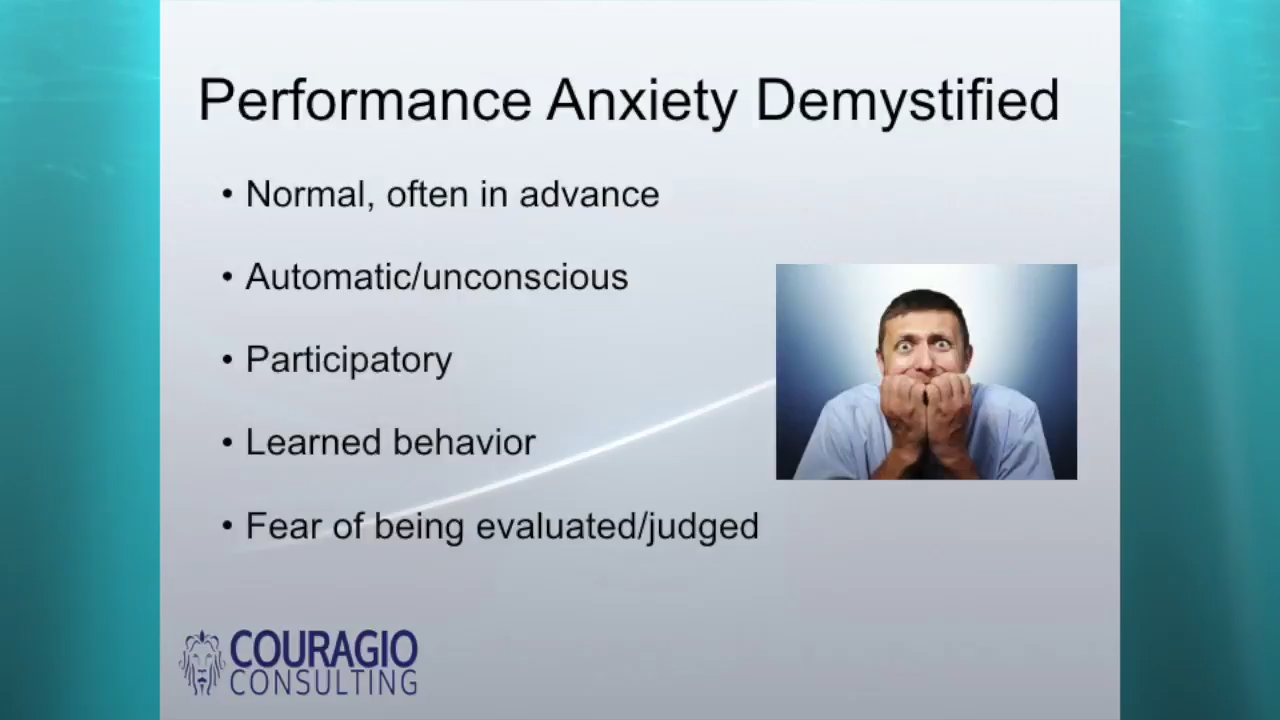 Performance Anxiety Demystified
• Normal, often in advance
• Automatic/unconscious
• Participatory
• Learned behavior
• Fear of being evaluated/judged
COURAGIO
CONSULTING